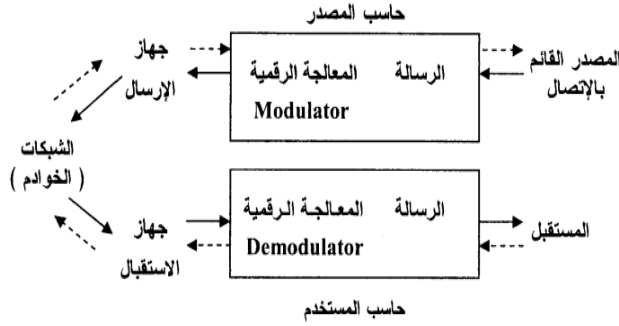 حاسب المصدر
المصدر القائم
بالإتصال
الرسالة المعالجة الرقمية
Modulator
جهاز
الإرسال
الشبكات
( الخوادم )
جهاز
الاستقبال
الرسالة المعالجة الرقمية
Demodulator
المستقبل
حاسب المستخدم